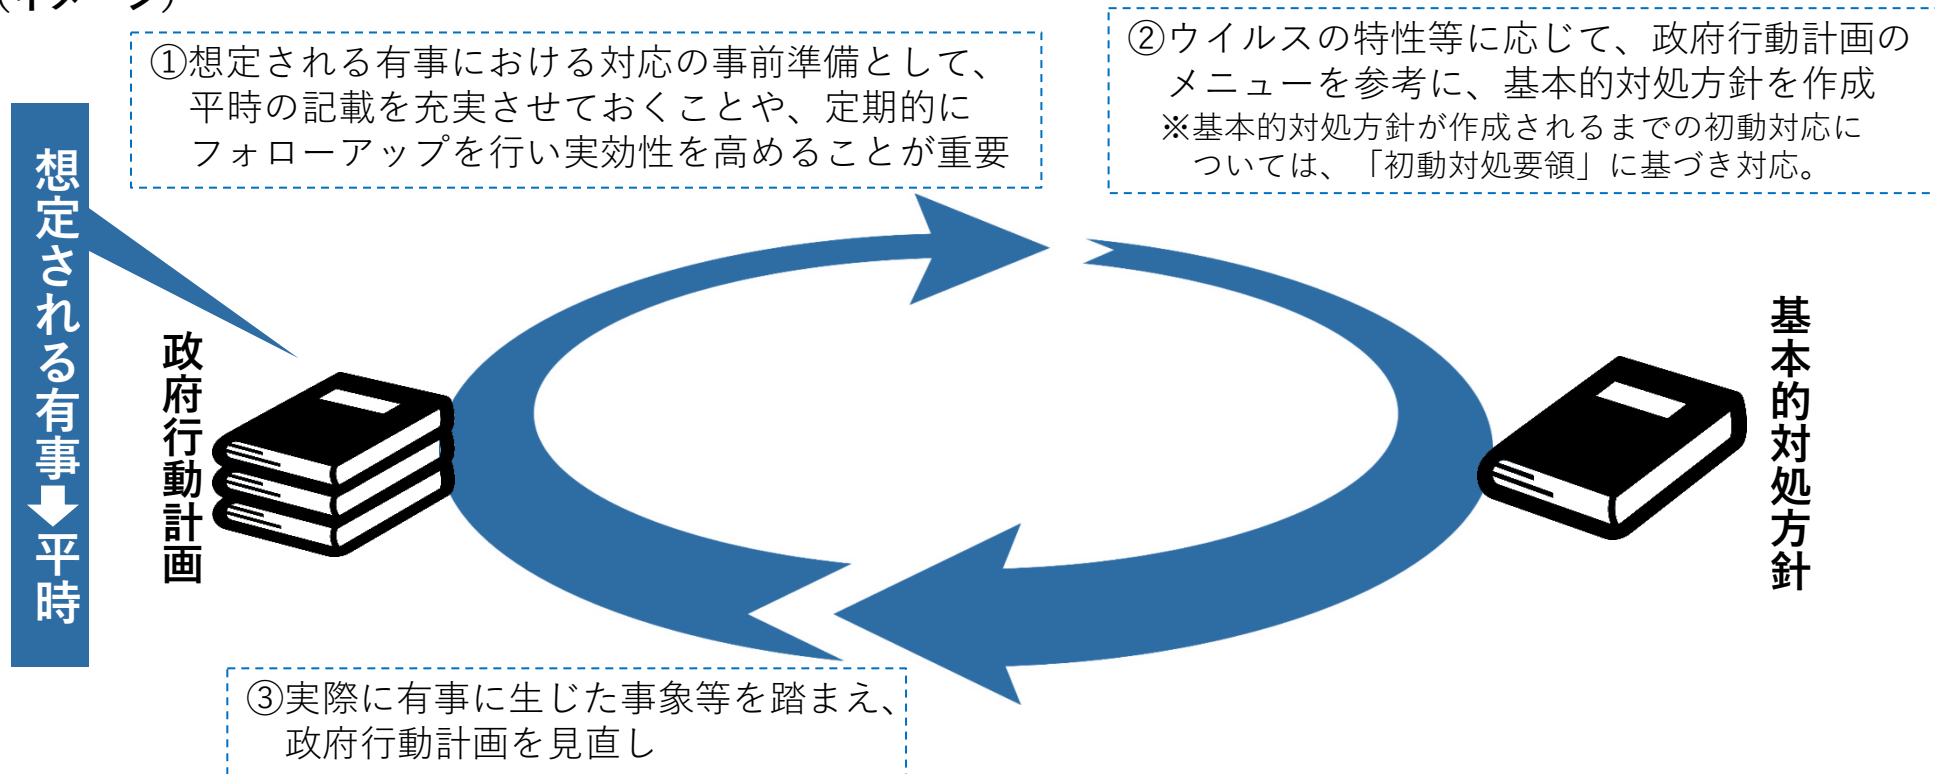 (イメージ)
①想定される有事における対応の事前準備として、
平時の記載を充実させておくことや、定期的に
フォローアップを行い実効性を高めることが重要
②ウイルスの特性等に応じて、政府行動計画の
メニューを参考に、基本的対処方針を作成
※基本的対処方針が作成されるまでの初動対応に
ついては、「初動対処要領」に基づき対応。
想定される有事➡平時
政府行動計画
基本的対処方針
③実際に有事に生じた事象等を踏まえ、
政府行動計画を見直し